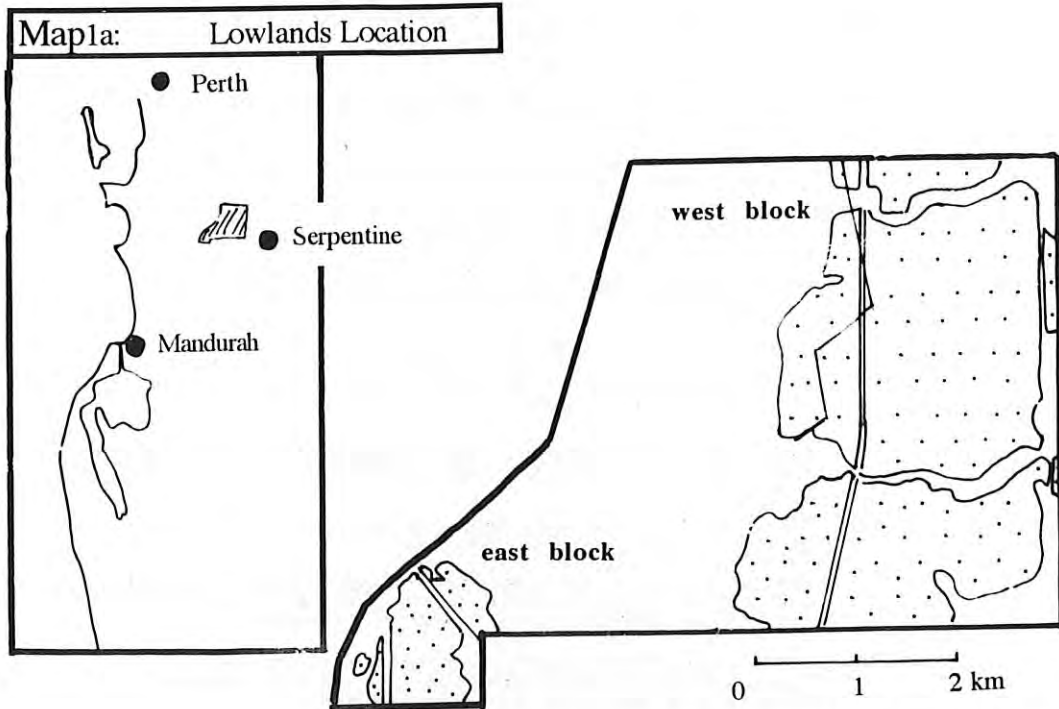 Map1a: Lowlands Location
Perth
Serpentine
Mandurah
west block
east block
0 1 2 km